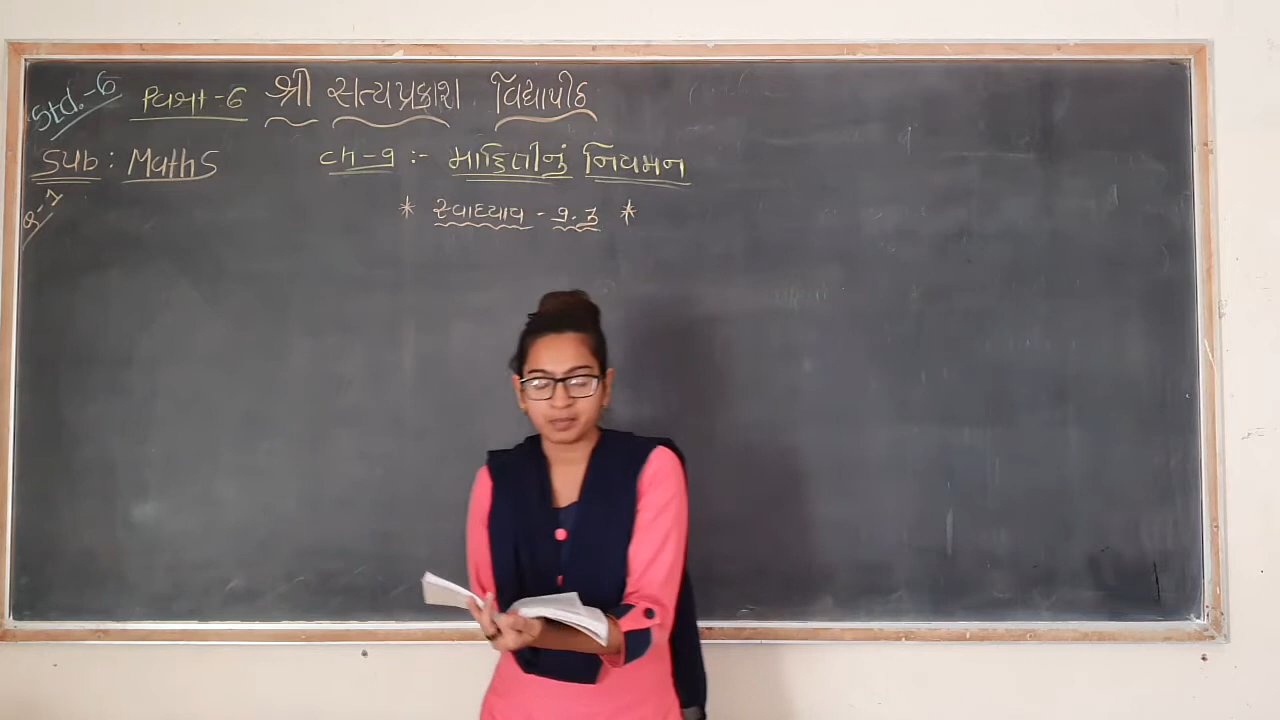 Std.-6 વિભાગ-6 શ્રી સત્યપ્રકાશ વિદ્યાપીઠ
Sub : Maths ch-9 :- માહિતીનું નિયમન
* સ્વાધ્યાય - 9.3 *